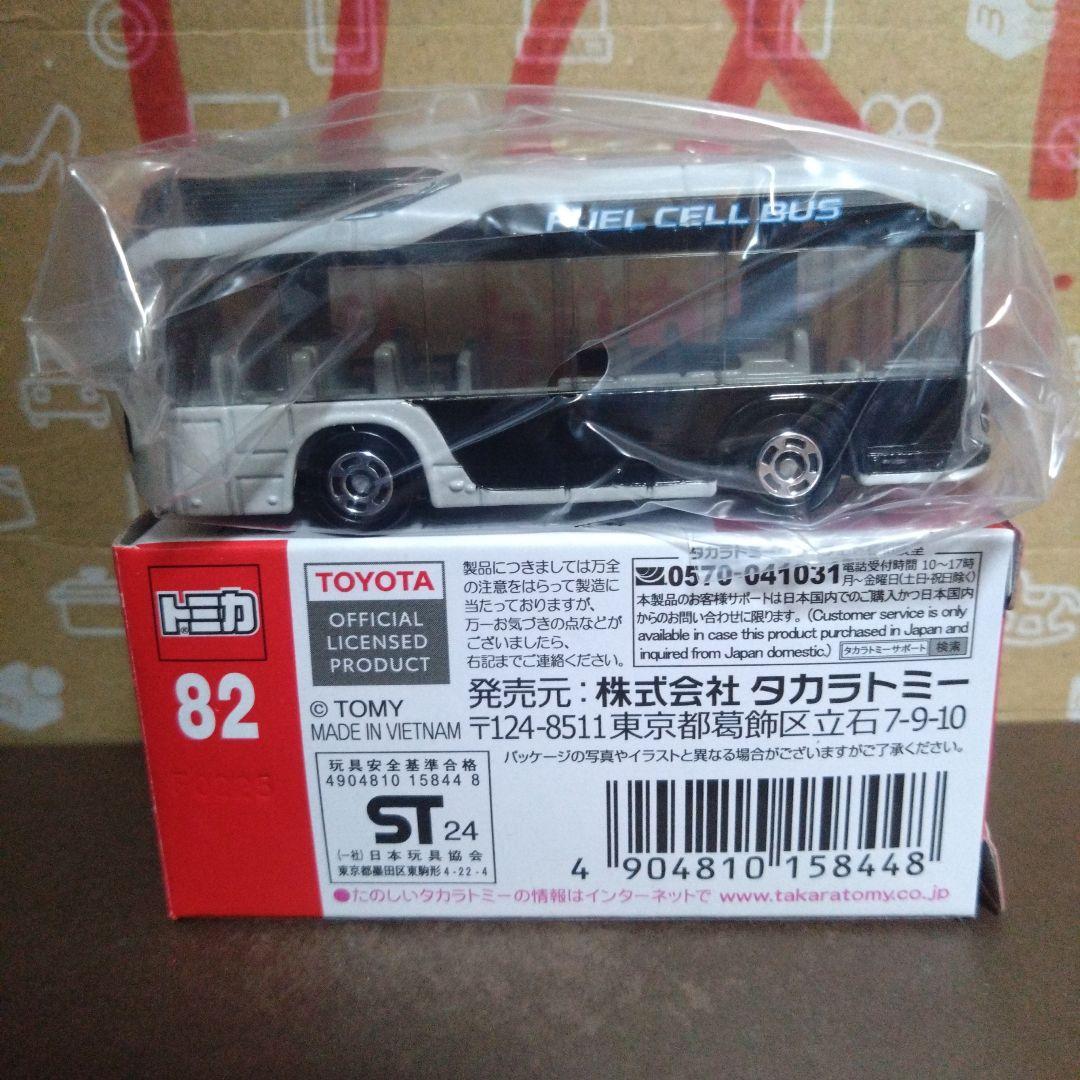 FUEL CELL BUS
トミカ
82
TOYOTA
OFFICIAL
LICENSED
PRODUCT
© TOMY
MADE IN VIETNAM
製品につきましては万全
の注意をはらって製造に
当たっておりますが、
万一お気づきの点などが
ございましたら、
右記までご連絡ください。
0570-041031
電話受付時間 10〜17時
月〜金曜日(土日・祝日除く)
本製品のお客様サポートは日本国内でのご購入かつ日本国内
からのお問い合わせに限ります。(Customer service is only
available in case this product purchased in Japan and
inquired from Japan domestic.) タカラトミーサポート 検索
発売元:株式会社 タカラトミー
〒124-8511 東京都葛飾区立石7-9-10
パッケージの写真やイラストと異なる場合がございますがご了承ください。
玩具安全基準合格
4904810 15844 8
ST 24
(一社)日本玩具協会
東京都墨田区東駒形4-22-4
4 904810 158448
●たのしいタカラトミーの情報はインターネットで www.takaratomy.co.jp